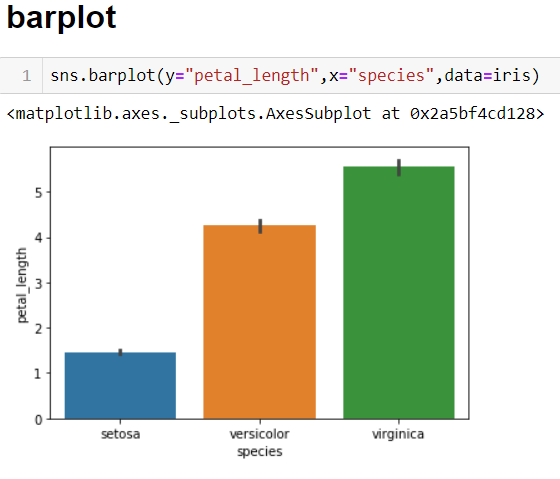 barplot
1 sns.barplot(y="petal_length",x="species",data=iris)
<matplotlib.axes._subplots.AxesSubplot at 0x2a5bf4cd128>
5
4
3
2
1
0
petal_length
setosa versicolor virginica
species